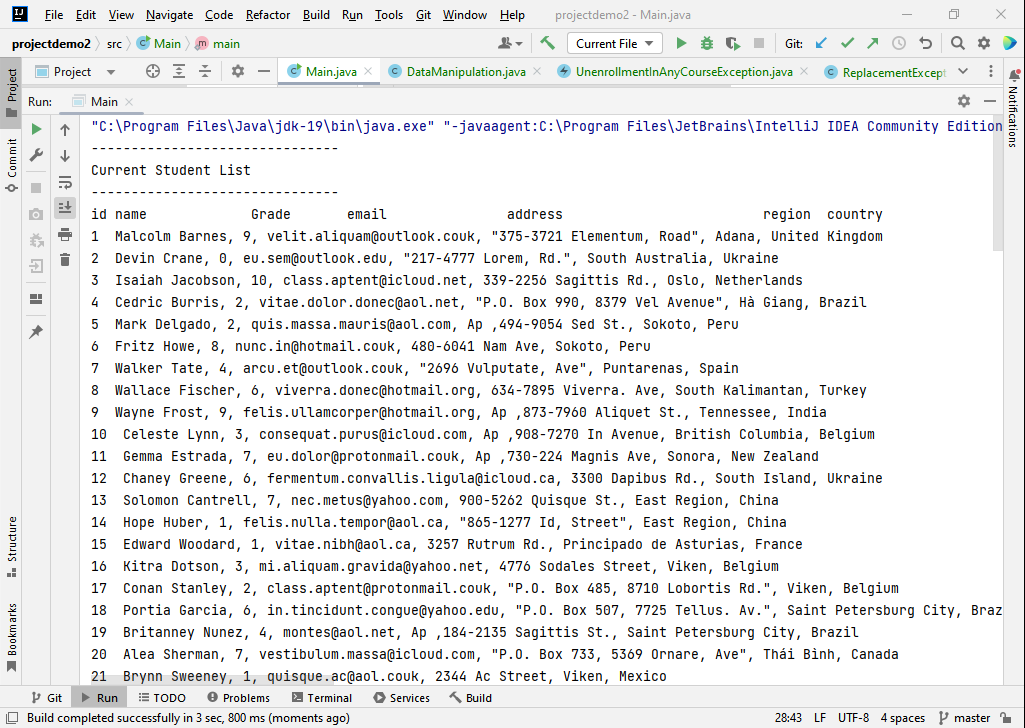 File Edit View Navigate Code Refactor Build Run Tools Git Window Help projectdemo2 - Main.java
projectdemo2 src Main main Current File Git:
Project Main.java DataManipulation.java UnenrollmentInAnyCourseException.java ReplacementExcept
Run: Main
"C:\Program Files\Java\jdk-19\bin\java.exe" "-javaagent:C:\Program Files\JetBrains\IntelliJ IDEA Community Edition
-------------------------------
Current Student List
-------------------------------
id name Grade email address region country
1 Malcolm Barnes, 9, velit.aliquam@outlook.couk, "375-3721 Elementum, Road", Adana, United Kingdom
2 Devin Crane, 0, eu.sem@outlook.edu, "217-4777 Lorem, Rd.", South Australia, Ukraine
3 Isaiah Jacobson, 10, class.aptent@icloud.net, 339-2256 Sagittis Rd., Oslo, Netherlands
4 Cedric Burris, 2, vitae.dolor.donec@aol.net, "P.O. Box 990, 8379 Vel Avenue", Hà Giang, Brazil
5 Mark Delgado, 2, quis.massa.mauris@aol.com, Ap ,494-9054 Sed St., Sokoto, Peru
6 Fritz Howe, 8, nunc.in@hotmail.couk, 480-6041 Nam Ave, Sokoto, Peru
7 Walker Tate, 4, arcu.et@outlook.couk, "2696 Vulputate, Ave", Puntarenas, Spain
8 Wallace Fischer, 6, viverra.donec@hotmail.org, 634-7895 Viverra. Ave, South Kalimantan, Turkey
9 Wayne Frost, 9, felis.ullamcorper@hotmail.org, Ap ,873-7960 Aliquet St., Tennessee, India
10 Celeste Lynn, 3, consequat.purus@icloud.com, Ap ,908-7270 In Avenue, British Columbia, Belgium
11 Gemma Estrada, 7, eu.dolor@protonmail.couk, Ap ,730-224 Magnis Ave, Sonora, New Zealand
12 Chaney Greene, 6, fermentum.convallis.ligula@icloud.ca, 3300 Dapibus Rd., South Island, Ukraine
13 Solomon Cantrell, 7, nec.metus@yahoo.com, 900-5262 Quisque St., East Region, China
14 Hope Huber, 1, felis.nulla.tempor@aol.ca, "865-1277 Id, Street", East Region, China
15 Edward Woodard, 1, vitae.nibh@aol.ca, 3257 Rutrum Rd., Principado de Asturias, France
16 Kitra Dotson, 3, mi.aliquam.gravida@yahoo.net, 4776 Sodales Street, Viken, Belgium
17 Conan Stanley, 2, class.aptent@protonmail.couk, "P.O. Box 485, 8710 Lobortis Rd.", Viken, Belgium
18 Portia Garcia, 6, in.tincidunt.congue@yahoo.edu, "P.O. Box 507, 7725 Tellus. Av.", Saint Petersburg City, Braz
19 Britanney Nunez, 4, montes@aol.net, Ap ,184-2135 Sagittis St., Saint Petersburg City, Brazil
20 Alea Sherman, 7, vestibulum.massa@icloud.com, "P.O. Box 733, 5369 Ornare, Ave", Thái Bình, Canada
21 Brynn Sweeney, 1, quisque.ac@aol.couk, 2344 Ac Street, Viken, Mexico
Project
Commit
Structure
Bookmarks
Notifications
Git Run TODO Problems Terminal Services Build
Build completed successfully in 3 sec, 800 ms (moments ago) 28:43 LF UTF-8 4 spaces master